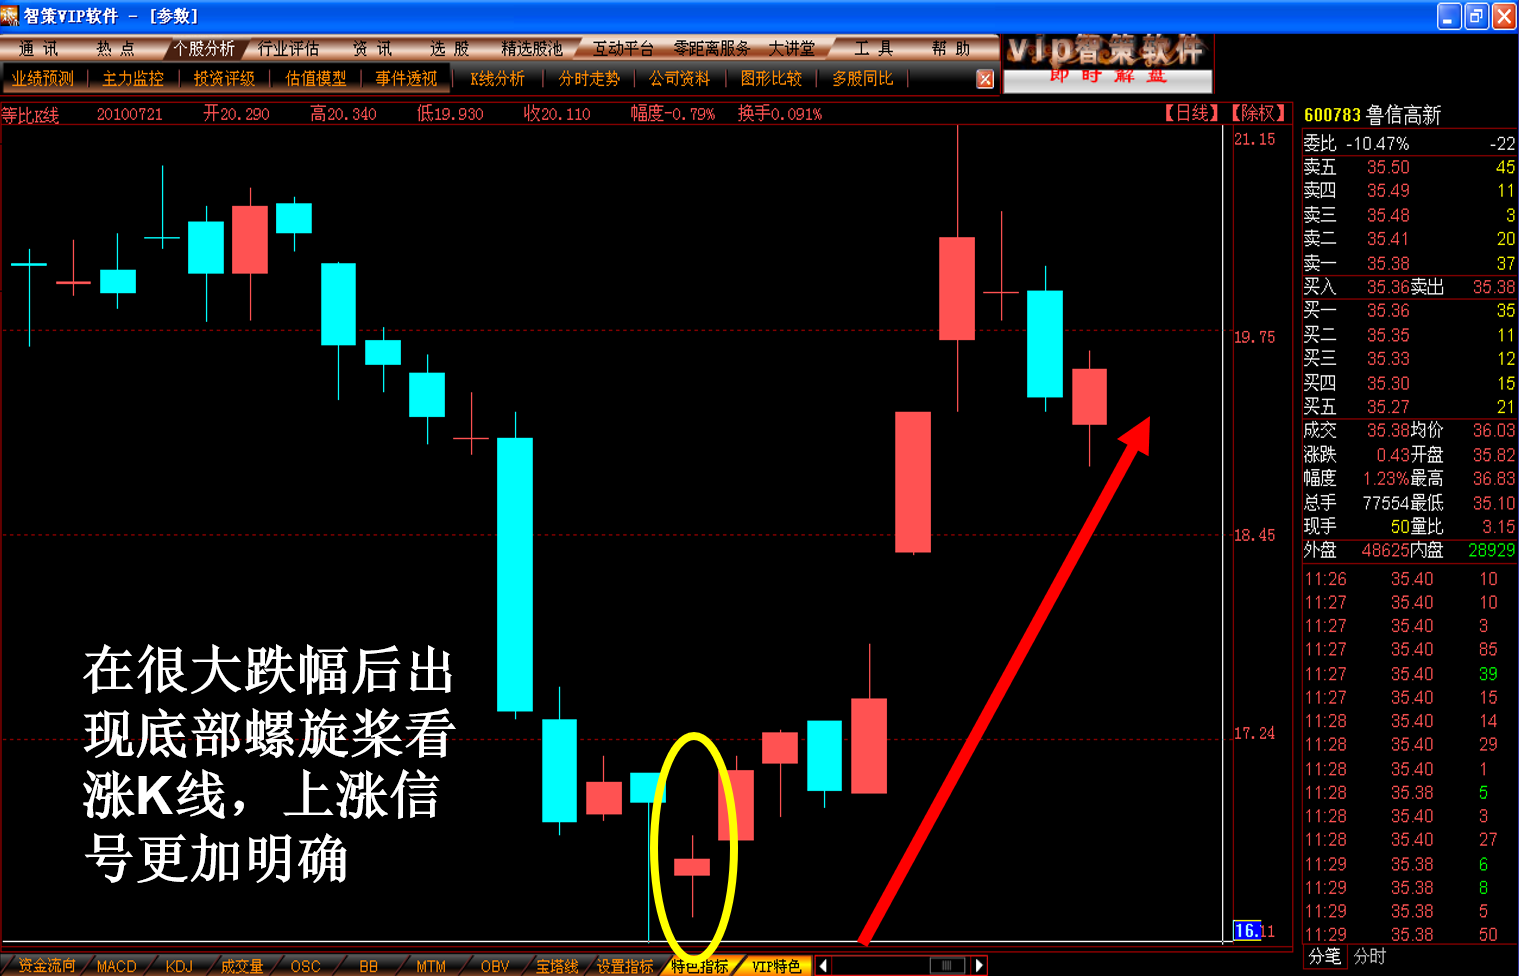 智策VIP软件 - [参数]
通 讯 热 点 个股分析 行业评估 资 讯 选 股 精选股池 互动平台 零距离服务 大讲堂 工 具 帮 助
vip智策软件
即时解盘
业绩预测 主力监控 投资评级 估值模型 事件透视 K线分析 分时走势 公司资料 图形比较 多股同比
等比K线 20100721 开20.290 高20.340 低19.930 收20.110 幅度-0.79% 换手0.091% 【日线】【除权】
21.15
19.75
18.45
17.24
16.11
在很大跌幅后出
现底部螺旋桨看
涨K线，上涨信
号更加明确
600783 鲁信高新
委比 -10.47% -22
卖五 35.50 45
卖四 35.49 11
卖三 35.48 3
卖二 35.41 20
卖一 35.38 37
买入 35.36 卖出 35.38
买一 35.36 35
买二 35.35 11
买三 35.33 12
买四 35.30 15
买五 35.27 21
成交 35.38 均价 36.03
涨跌 0.43 开盘 35.82
幅度 1.23% 最高 36.83
总手 77554 最低 35.10
现手 50 量比 3.15
外盘 48625 内盘 28929
11:26 35.40 10
11:27 35.40 10
11:27 35.40 3
11:27 35.40 85
11:27 35.40 39
11:27 35.40 15
11:28 35.40 14
11:28 35.40 29
11:28 35.40 1
11:28 35.38 5
11:28 35.40 3
11:28 35.40 27
11:29 35.38 6
11:29 35.38 8
11:29 35.38 5
11:29 35.38 50
分笔 分时
资金流向 MACD KDJ 成交量 OSC BB MTM OBV 宝塔线 设置指标 特色指标 VIP特色